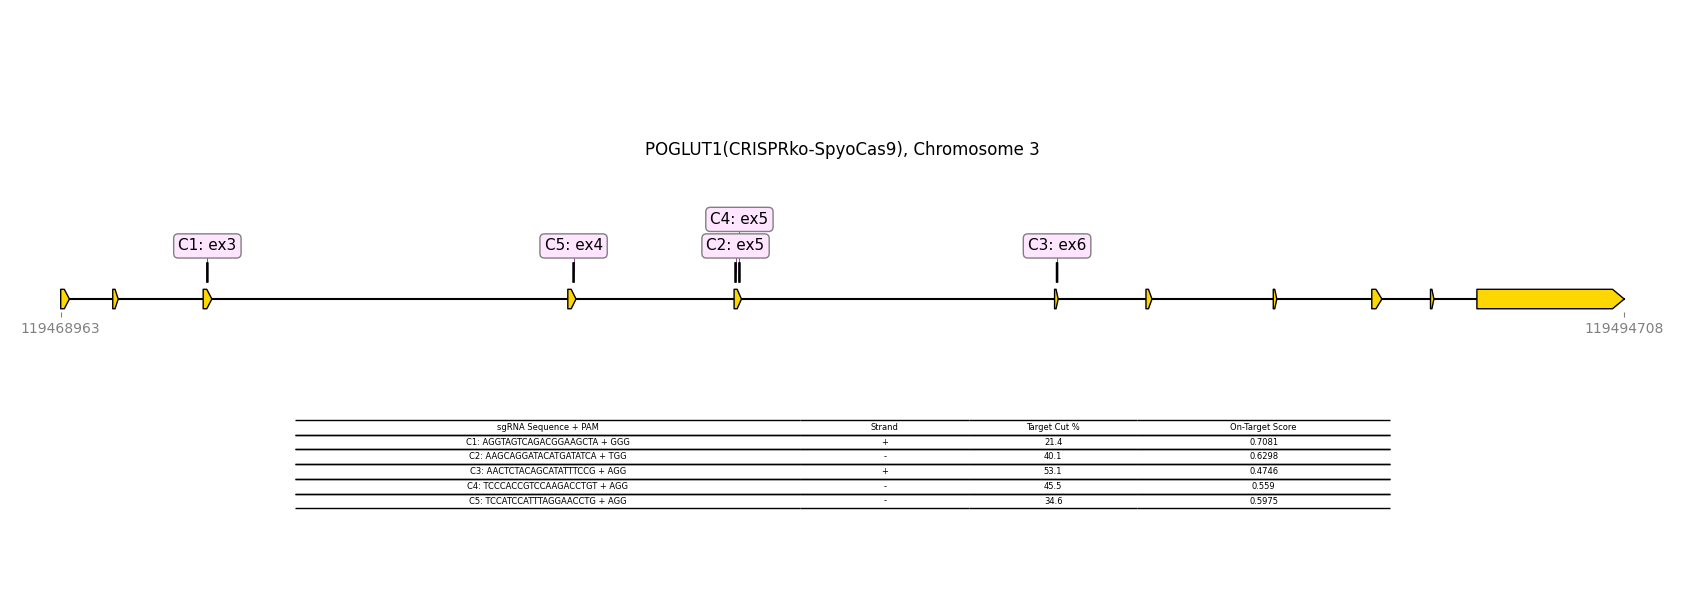 POGLUT1(CRISPRko-SpyoCas9), Chromosome 3
C4: ex5
C1: ex3 C5: ex4 C2: ex5 C3: ex6
119468963 119494708
sgRNA Sequence + PAM Strand Target Cut % On-Target Score
C1: AGGTAGTCAGACGGAAGCTA + GGG + 21.4 0.7081
C2: AAGCAGGATACATGATATCA + TGG - 40.1 0.6298
C3: AACTCTACAGCATATTTCCG + AGG + 53.1 0.4746
C4: TCCCACCGTCCAAGACCTGT + AGG - 45.5 0.559
C5: TCCATCCATTTAGGAACCTG + AGG - 34.6 0.5975